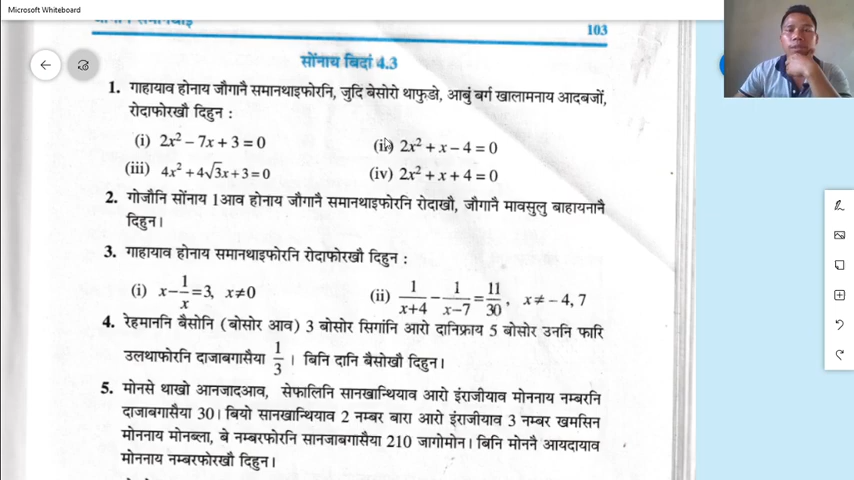 Microsoft Whiteboard
103
सोंनाय बिदां 4.3
1. गाहायाव होनाय जौगानै समानथाइफोरनि, जुदि बेसोरो थाफुङो, आबुं बर्ग खालामनाय आदबजों,
रोदाफोरखौ दिहुन :
(i) 2x² − 7x + 3 = 0
(ii) 2x² + x − 4 = 0
(iii) 4x² + 4√3x + 3 = 0
(iv) 2x² + x + 4 = 0
2. गोजौनि सोंनाय 1आव होनाय जौगानै समानथाइफोरनि रोदाखौ, जौगानै मावसुलु बाहायनानै
दिहुन।
3. गाहायाव होनाय समानथाइफोरनि रोदाफोरखौ दिहुन :
(i) x − 1/x = 3, x ≠ 0
(ii) 1/(x+4) − 1/(x−7) = 11/30, x ≠ − 4, 7
4. रेहमाननि बैसोनि (बोसोर आव) 3 बोसोर सिगांनि आरो दानिफ्राय 5 बोसोर उननि फारि
उलथाफोरनि दाजाबगासैया 1/3 । बिनि दानि बैसोखौ दिहुन।
5. मोनसे थाखो आनजादआव, सेफालिनि सानखान्थियाव आरो इंराजीयाव मोननाय नम्बरनि
दाजाबगासैया 30। बियो सानखान्थियाव 2 नम्बर बारा आरो इंराजीयाव 3 नम्बर खमसिन
मोननाय मोनब्ला, बे नम्बरफोरनि सानजाबगासैया 210 जागोमोन। बिनि मोननै आयदायाव
मोननाय नम्बरफोरखौ दिहुन।